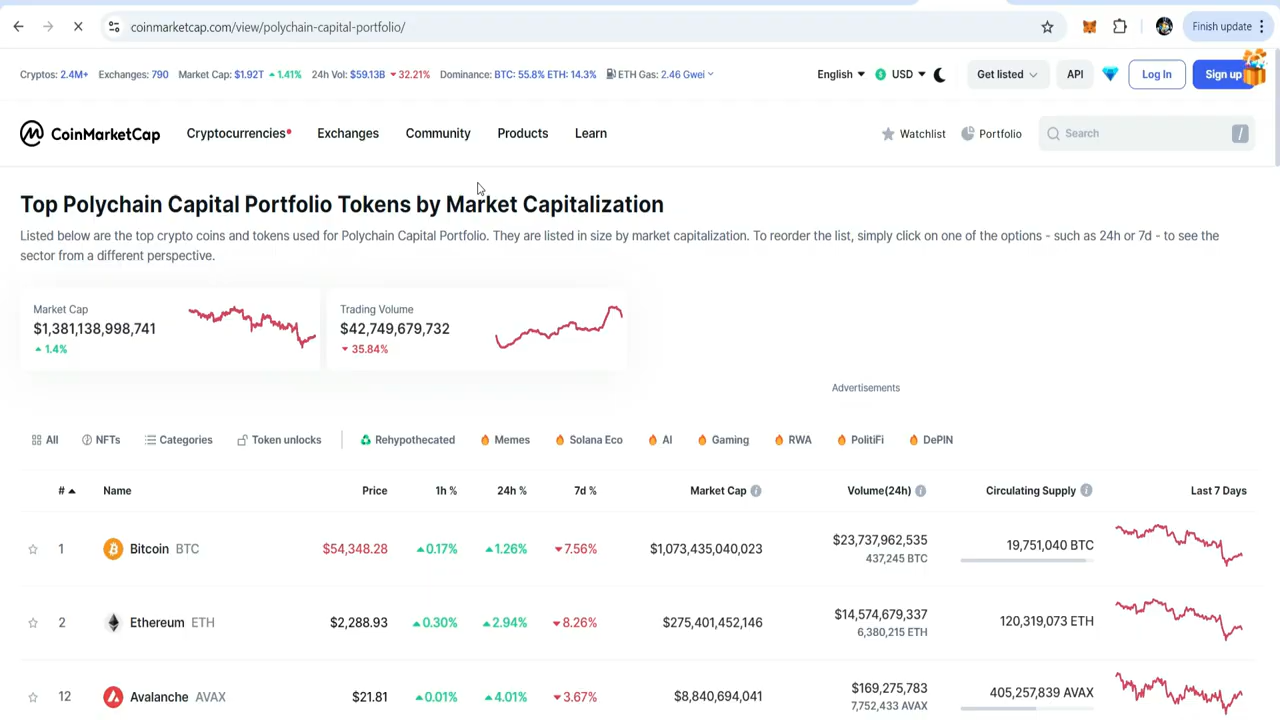 coinmarketcap.com/view/polychain-capital-portfolio/
Finish update
Cryptos: 2.4M+ Exchanges: 790 Market Cap: $1.92T 1.41% 24h Vol: $59.13B 32.21% Dominance: BTC: 55.8% ETH: 14.3% ETH Gas: 2.46 Gwei
English USD Get listed API Log In Sign up
CoinMarketCap Cryptocurrencies Exchanges Community Products Learn Watchlist Portfolio Search /
Top Polychain Capital Portfolio Tokens by Market Capitalization
Listed below are the top crypto coins and tokens used for Polychain Capital Portfolio. They are listed in size by market capitalization. To reorder the list, simply click on one of the options - such as 24h or 7d - to see the
sector from a different perspective.
Market Cap
$1,381,138,998,741
1.4%
Trading Volume
$42,749,679,732
35.84%
Advertisements
All NFTs Categories Token unlocks Rehypothecated Memes Solana Eco AI Gaming RWA PolitiFi DePIN
# Name Price 1h % 24h % 7d % Market Cap Volume(24h) Circulating Supply Last 7 Days
1 Bitcoin BTC $54,348.28 0.17% 1.26% 7.56% $1,073,435,040,023 $23,737,962,535 19,751,040 BTC
437,245 BTC
2 Ethereum ETH $2,288.93 0.30% 2.94% 8.26% $275,401,452,146 $14,574,679,337 120,319,073 ETH
6,380,215 ETH
12 Avalanche AVAX $21.81 0.01% 4.01% 3.67% $8,840,694,041 $169,275,783 405,257,839 AVAX
7,752,433 AVAX